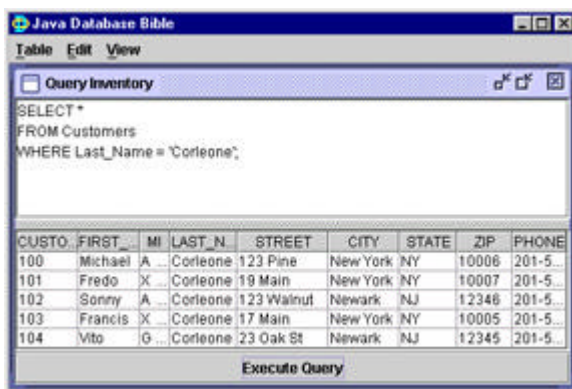 Java Database Bible
Table Edit View
Query Inventory
SELECT *
FROM Customers
WHERE Last_Name = 'Corleone';
CUSTO... FIRST_... MI LAST_N... STREET CITY STATE ZIP PHONE
100 Michael A ... Corleone 123 Pine New York NY 10006 201-5...
101 Fredo X ... Corleone 19 Main New York NY 10007 201-5...
102 Sonny A ... Corleone 123 Walnut Newark NJ 12346 201-5...
103 Francis X ... Corleone 17 Main New York NY 10005 201-5...
104 Vito G ... Corleone 23 Oak St Newark NJ 12345 201-5...
Execute Query